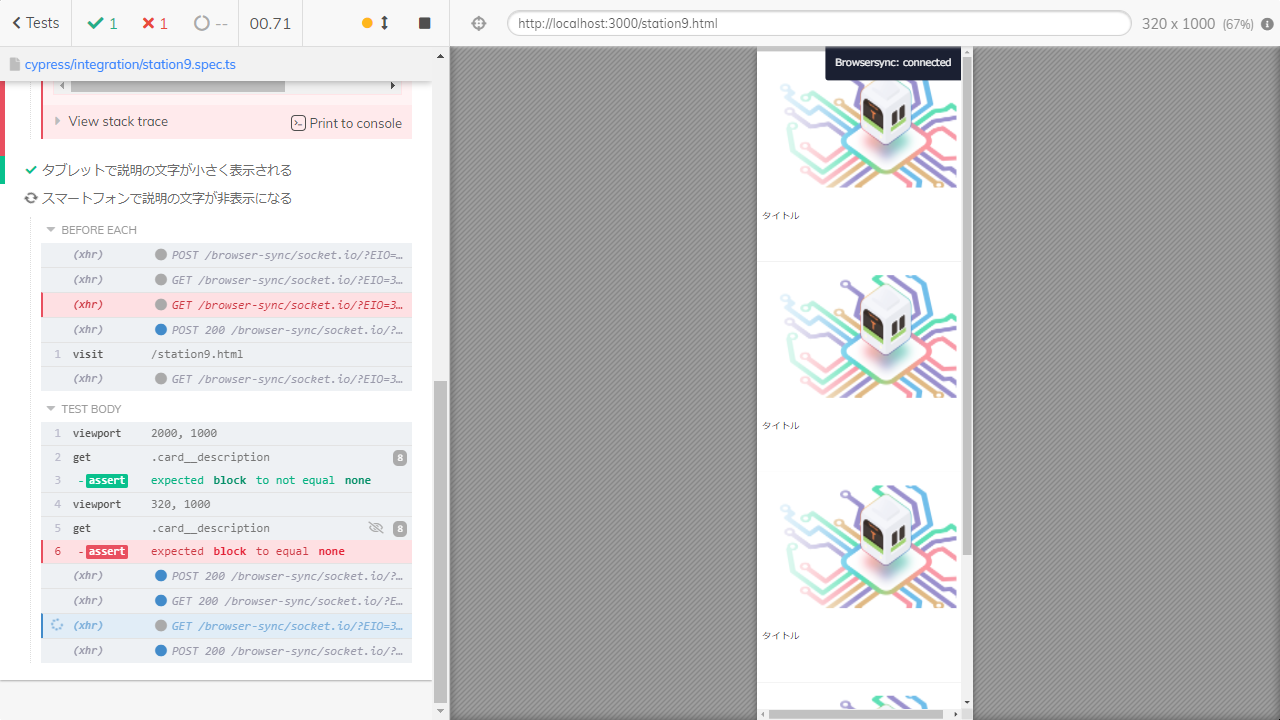 Tests
1
1
--
00.71
http://localhost:3000/station9.html
320 x 1000 (67%)
cypress/integration/station9.spec.ts
View stack trace
Print to console
タブレットで説明の文字が小さく表示される
スマートフォンで説明の文字が非表示になる
BEFORE EACH
(xhr) POST /browser-sync/socket.io/?EIO=…
(xhr) GET /browser-sync/socket.io/?EIO=3…
(xhr) GET /browser-sync/socket.io/?EIO=3…
(xhr) POST 200 /browser-sync/socket.io/?…
1 visit /station9.html
(xhr) GET /browser-sync/socket.io/?EIO=3…
TEST BODY
1 viewport 2000, 1000
2 get .card__description 8
3 -assert expected block to not equal none
4 viewport 320, 1000
5 get .card__description 8
6 -assert expected block to equal none
(xhr) POST 200 /browser-sync/socket.io/?…
(xhr) GET 200 /browser-sync/socket.io/?E…
(xhr) GET /browser-sync/socket.io/?EIO=3…
(xhr) POST 200 /browser-sync/socket.io/?…
Browsersync: connected
タイトル
タイトル
タイトル